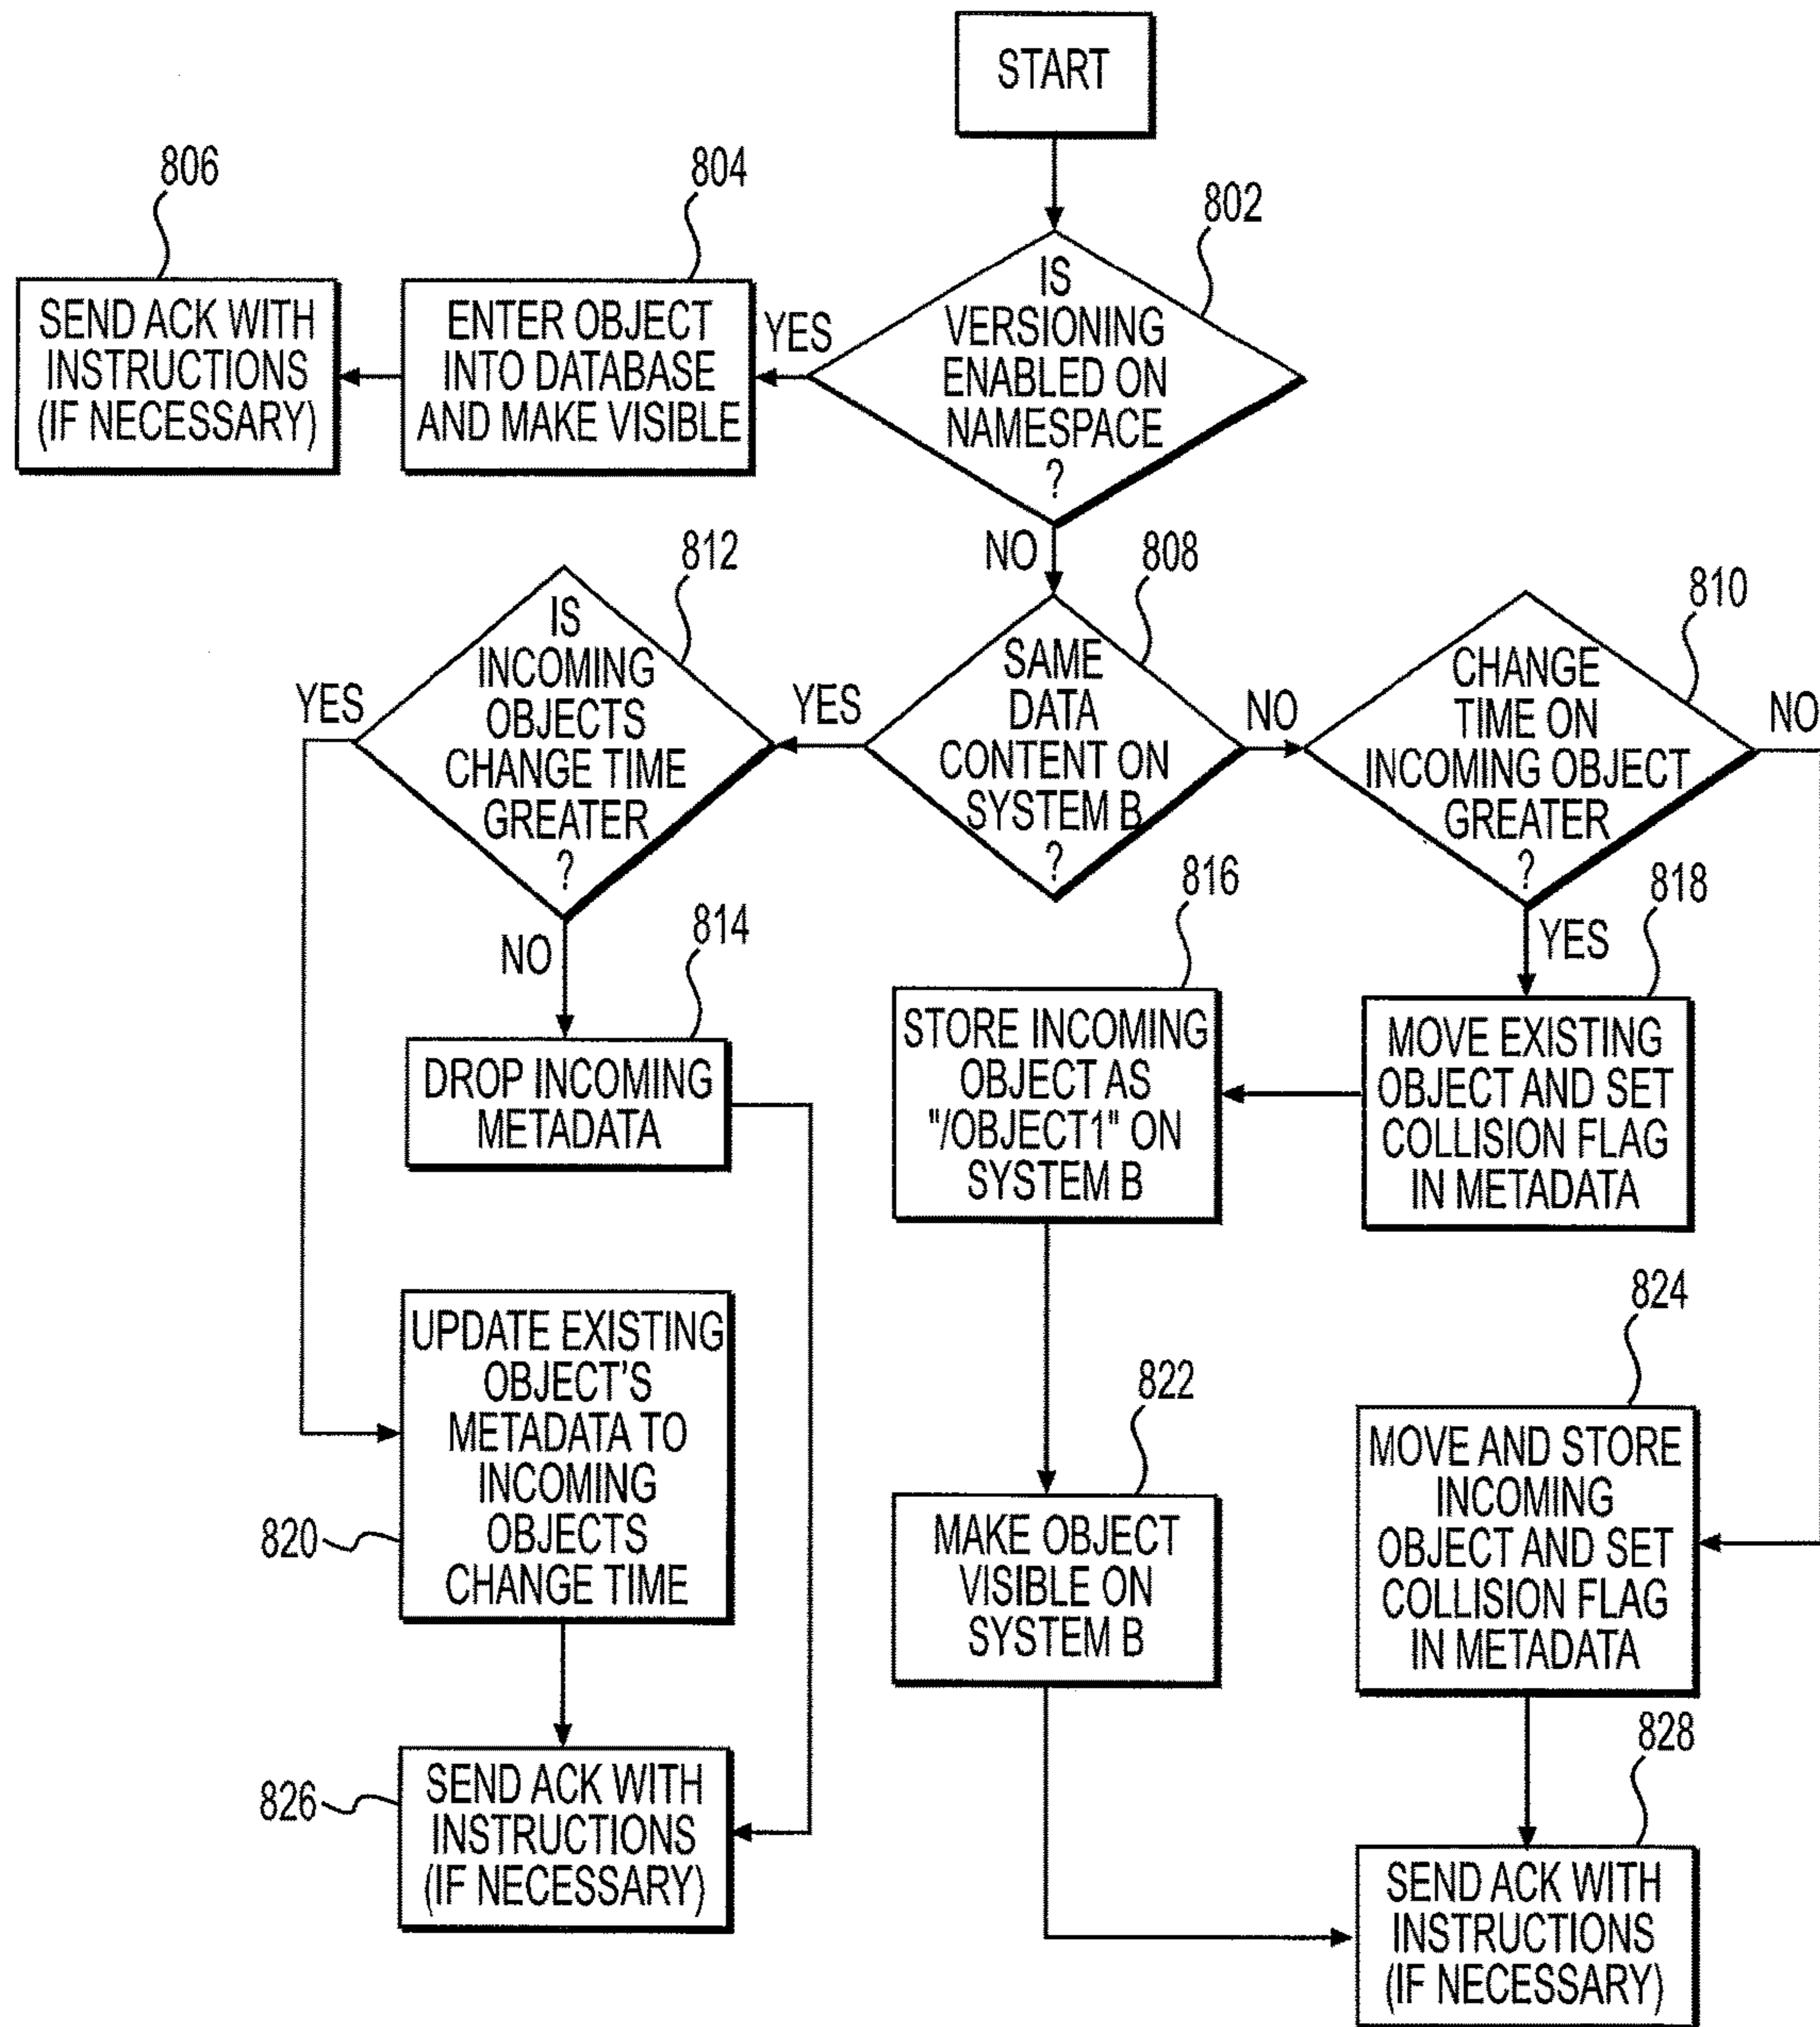 START
806
804
802
SEND ACK WITH
INSTRUCTIONS
(IF NECESSARY)
ENTER OBJECT
INTO DATABASE
AND MAKE VISIBLE
YES
IS
VERSIONING
ENABLED ON
NAMESPACE
?
NO
812
808
810
YES
IS
INCOMING
OBJECTS
CHANGE TIME
GREATER
?
YES
SAME
DATA
CONTENT ON
SYSTEM B
?
NO
CHANGE
TIME ON
INCOMING OBJECT
GREATER
?
NO
NO
814
816
YES
818
DROP INCOMING
METADATA
STORE INCOMING
OBJECT AS
"/OBJECT1" ON
SYSTEM B
MOVE EXISTING
OBJECT AND SET
COLLISION FLAG
IN METADATA
820
UPDATE EXISTING
OBJECT'S
METADATA TO
INCOMING
OBJECTS
CHANGE TIME
822
MAKE OBJECT
VISIBLE ON
SYSTEM B
824
MOVE AND STORE
INCOMING
OBJECT AND SET
COLLISION FLAG
IN METADATA
826
SEND ACK WITH
INSTRUCTIONS
(IF NECESSARY)
828
SEND ACK WITH
INSTRUCTIONS
(IF NECESSARY)